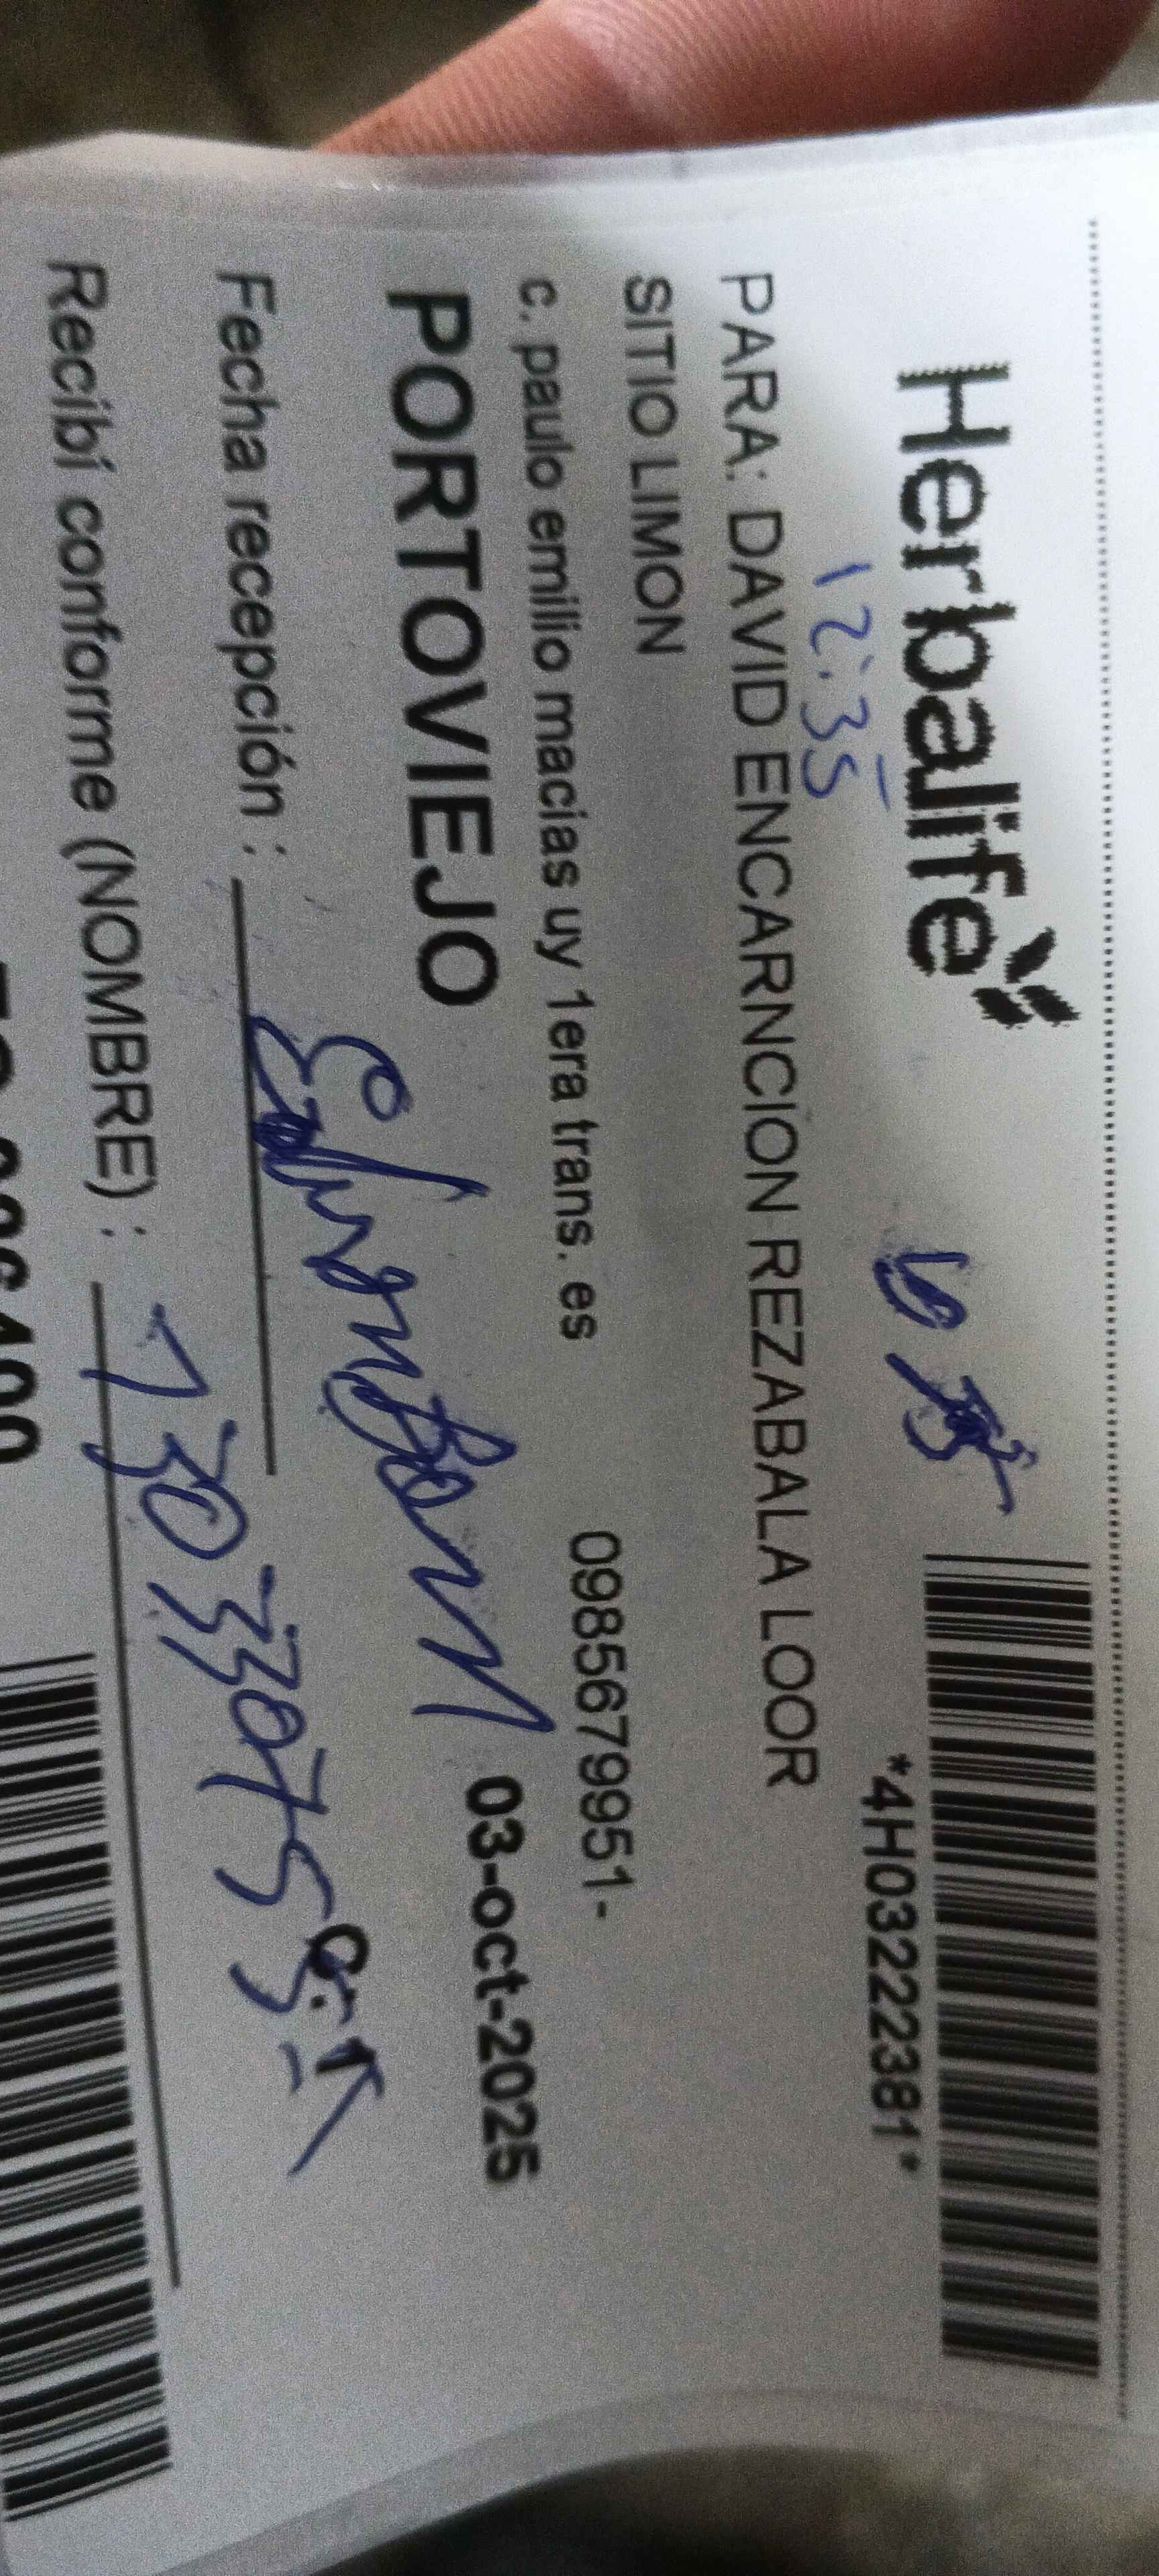 Herbalife
12:35
*4H03222381*
PARA: DAVID ENCARNCION REZABALA LOOR
SITIO LIMON
c. paulo emilio macias uy 1era trans. es 0985679951-
PORTOVIEJO 03-oct-2025
Fecha recepción :
Recibí conforme (NOMBRE) :